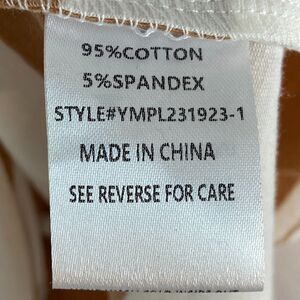 95%COTTON
5%SPANDEX
STYLE#YMPL231923-1
MADE IN CHINA
SEE REVERSE FOR CARE